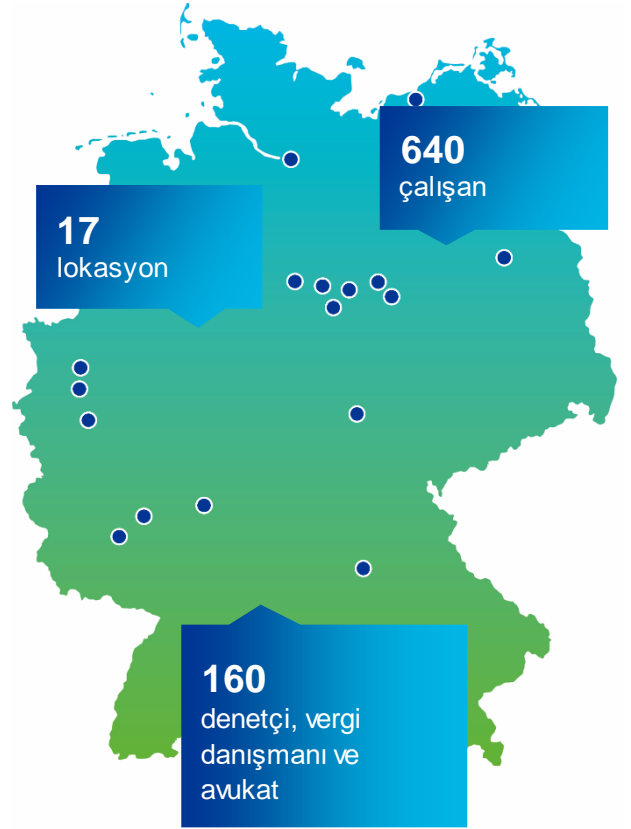 640
çalışan
17
lokasyon
160
denetçi, vergi
danışmanı ve
avukat